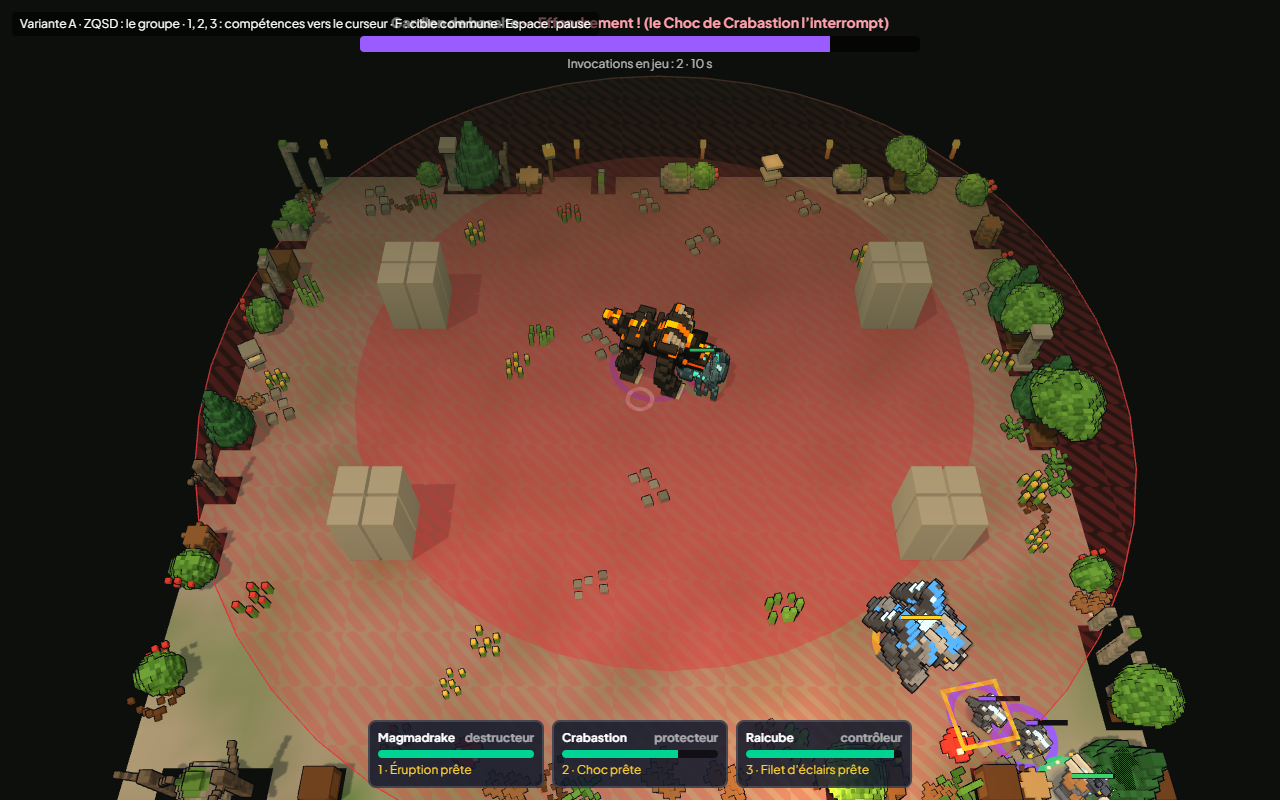 Variante A · ZQSD : le groupe · 1, 2, 3 : compétences vers le curseur · F : cible commune · Espace : pause
Effondrement ! (le Choc de Crabastion l'interrompt)
Invocations en jeu : 2 · 10 s
Magmadrake destructeur
1 · Éruption prête
Crabastion protecteur
2 · Choc prête
Raicube contrôleur
3 · Filet d'éclairs prête